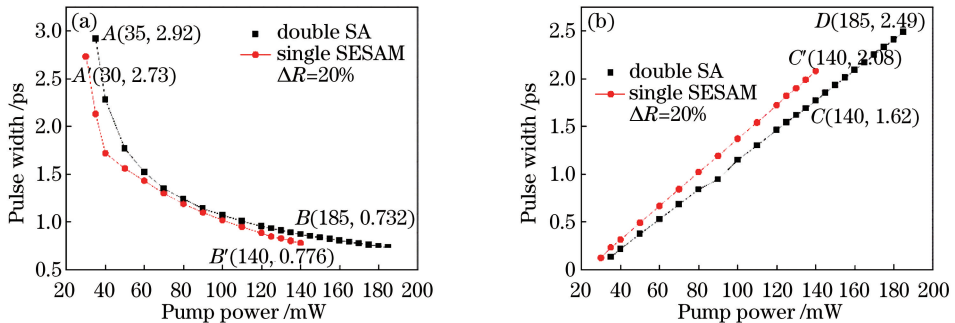 (a)
A(35, 2.92)
A′(30, 2.73)
double SA
single SESAM
ΔR=20%
B(185, 0.732)
B′(140, 0.776)
3.0
2.5
2.0
1.5
1.0
0.5
Pulse width /ps
20 40 60 80 100 120 140 160 180 200
Pump power /mW
(b)
D(185, 2.49)
C′(140, 2.08)
double SA
single SESAM
ΔR=20%
C(140, 1.62)
2.5
2.0
1.5
1.0
0.5
0
Pulse width /ps
20 40 60 80 100 120 140 160 180 200
Pump power /mW